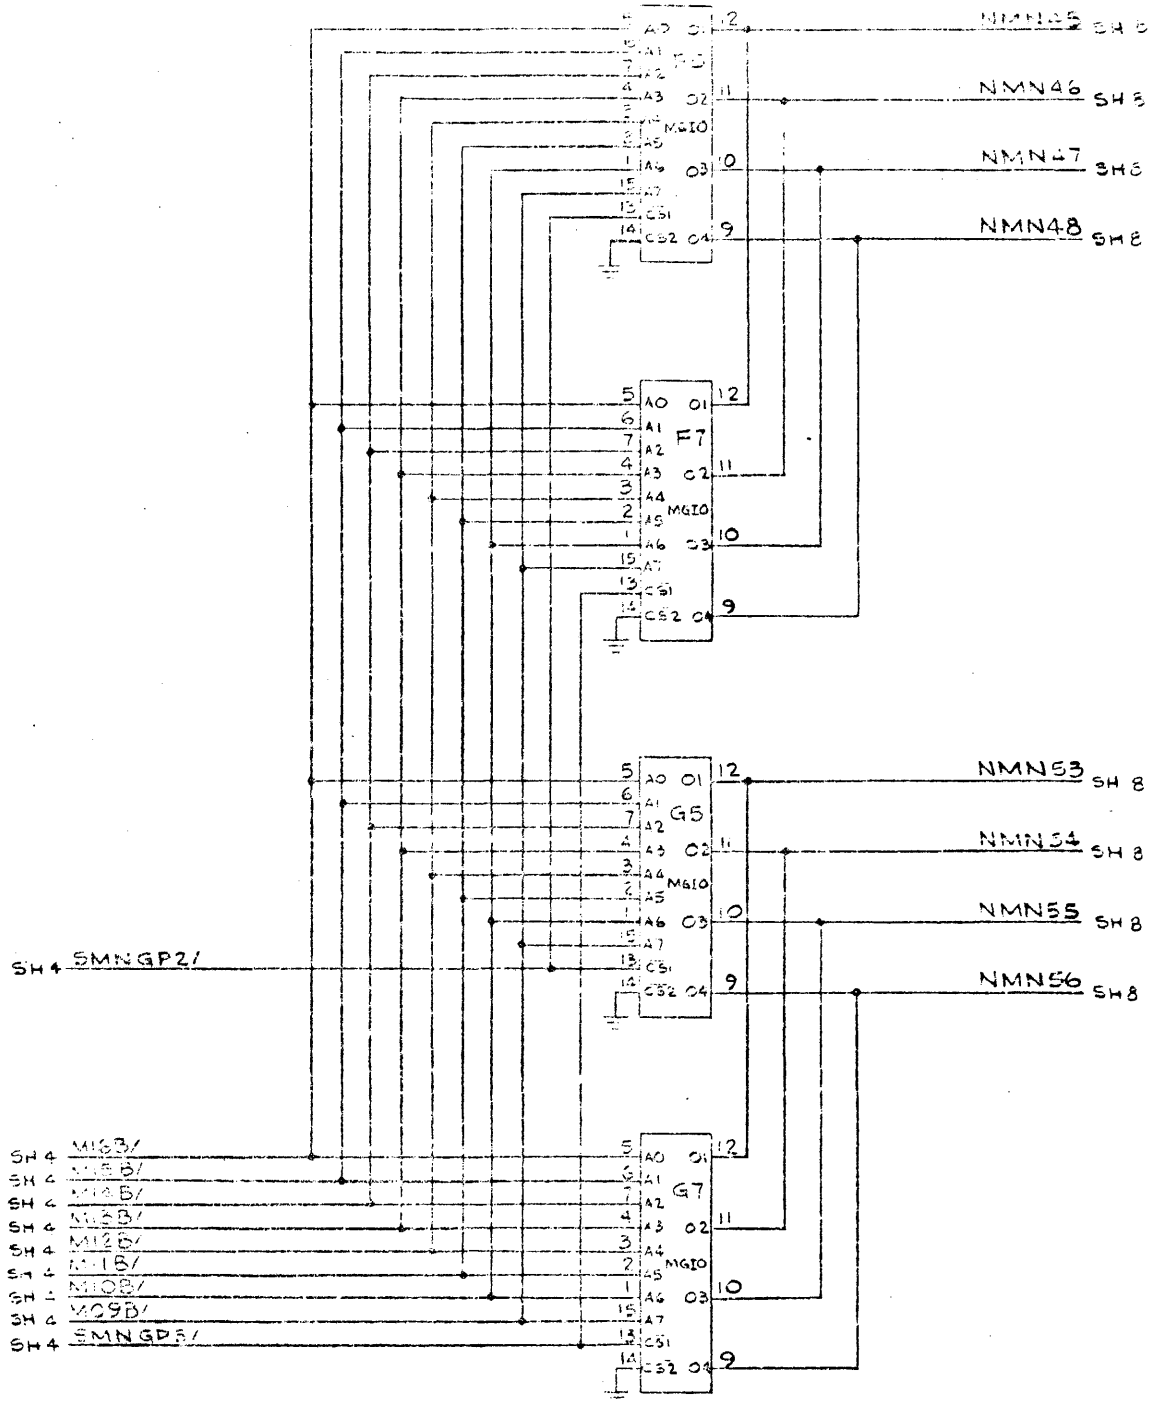 5 A0 O1 12 NMN45 SH 8
6 A1
7 A2 F5
4 A3 O2 11 NMN46 SH 8
3 A4 MGIO
2 A5
1 A6 O3 10 NMN47 SH 8
15 A7
13 CS1
14 CS2 O4 9 NMN48 SH 8
5 A0 O1 12
6 A1
7 A2 F7
4 A3 O2 11
3 A4
MGIO
2 A5
1 A6 O3 10
15 A7
13 CS1
14 CS2 O4 9
5 A0 O1 12 NMN53 SH 8
6 A1
G5
7 A2
4 A3 O2 11 NMN54 SH 8
3 A4
MGIO
2 A5
1 A6 O3 10 NMN55 SH 8
15 A7
SH 4 SMNGP2/ 13 CS1
14 CS2 O4 9 NMN56 SH 8
SH 4 M16B/ 5 A0 O1 12
SH 4 M15B/ 6 A1
G7
SH 4 M14B/ 7 A2
SH 4 M13B/ 4 A3 O2 11
SH 4 M12B/ 3 A4
MGIO
SH 4 M11B/ 2 A5
SH 4 M10B/ 1 A6 O3 10
SH 4 M09B/ 15 A7
SH 4 13 CS1
14 CS2 O4 9